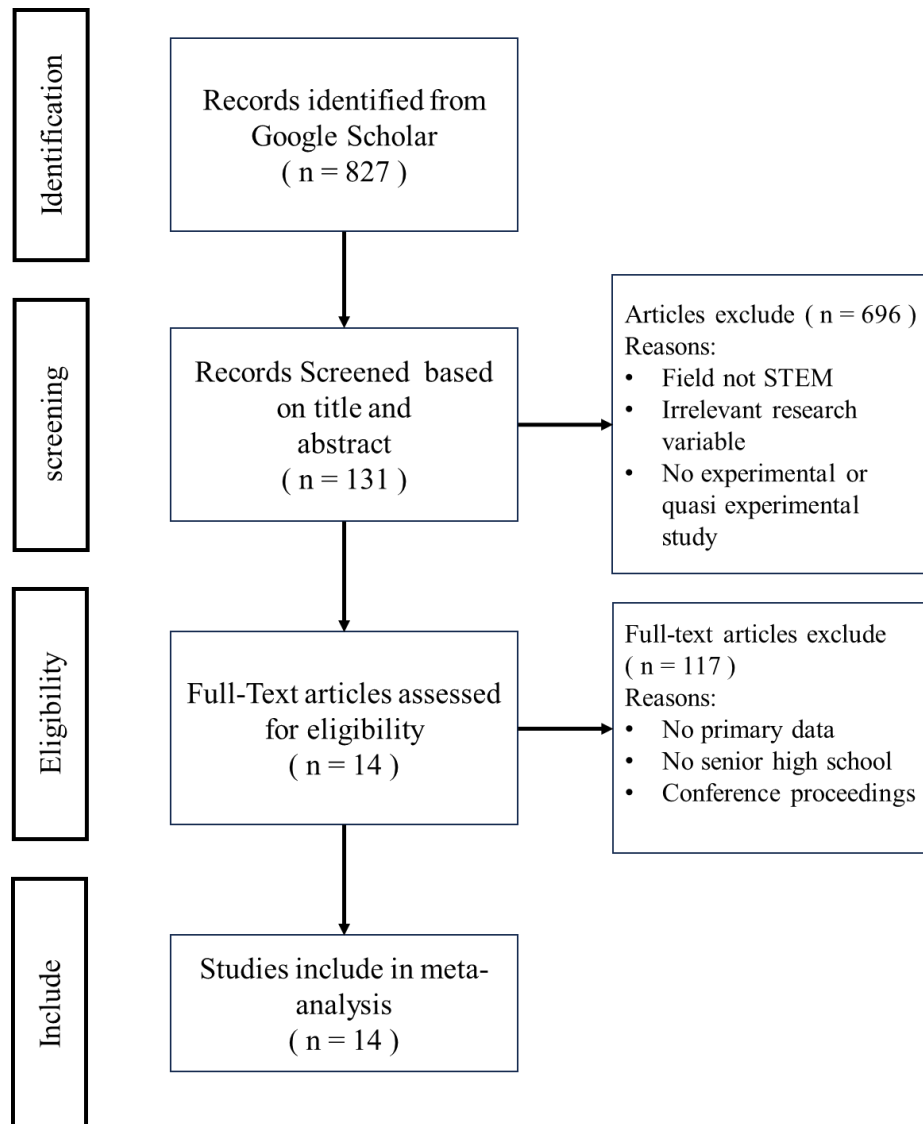 Identification
Records identified from
Google Scholar
( n = 827 )
screening
Records Screened based
on title and
abstract
( n = 131 )
Articles exclude ( n = 696 )
Reasons:
• Field not STEM
• Irrelevant research
variable
• No experimental or
quasi experimental
study
Eligibility
Full-Text articles assessed
for eligibility
( n = 14 )
Full-text articles exclude
( n = 117 )
Reasons:
• No primary data
• No senior high school
• Conference proceedings
Include
Studies include in meta-
analysis
( n = 14 )